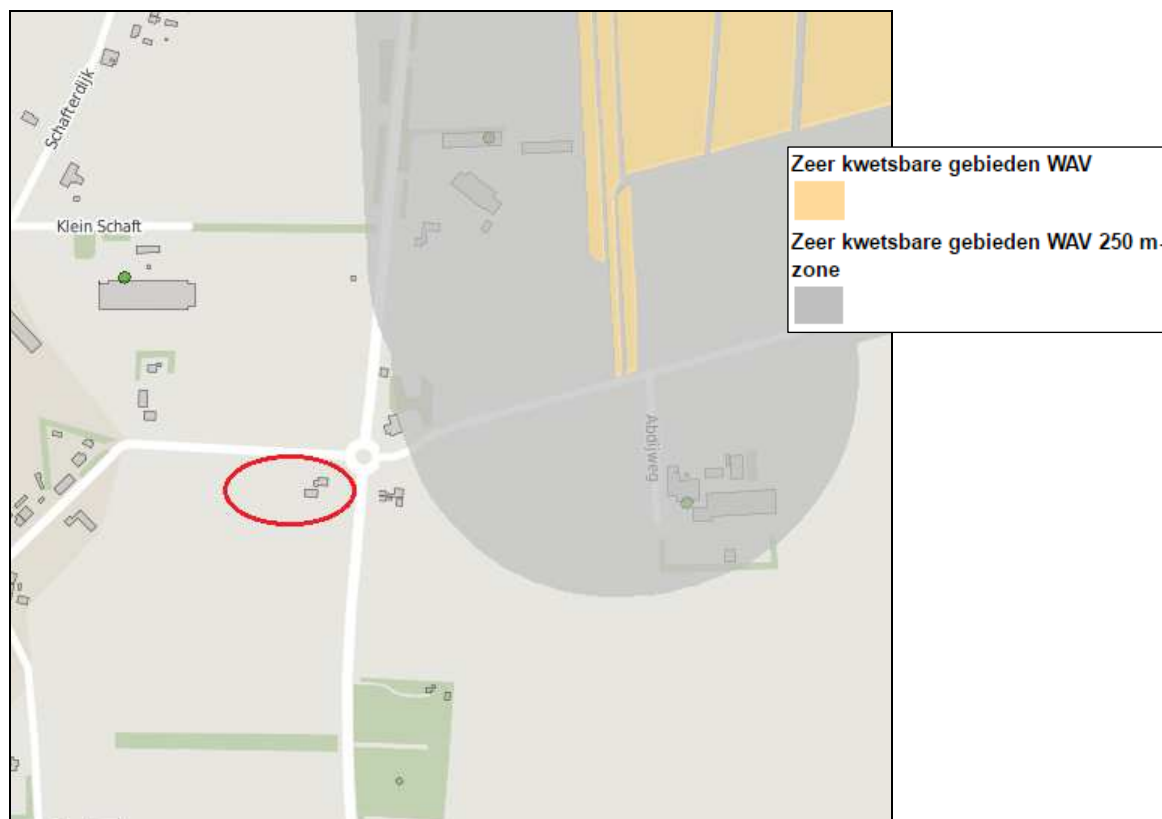 Schafterdijk
Zeer kwetsbare gebieden WAV
Klein Schaft
Zeer kwetsbare gebieden WAV 250 m-
zone
Abdijweg